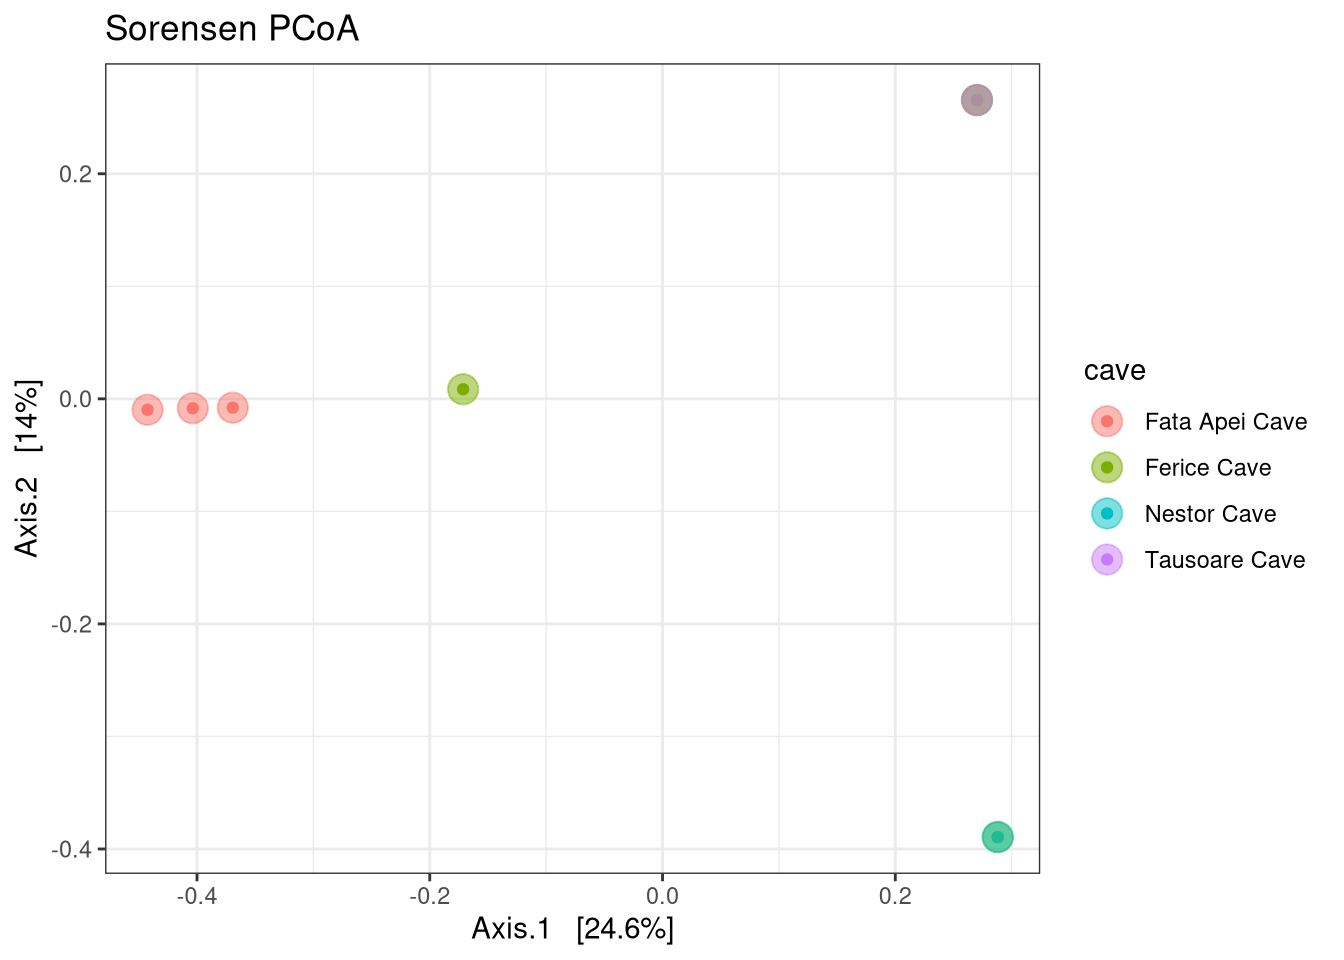 Sorensen PCoA
0.2
0.0
-0.2
-0.4
Axis.2 [14%]
-0.4
-0.2
0.0
0.2
Axis.1 [24.6%]
cave
Fata Apei Cave
Ferice Cave
Nestor Cave
Tausoare Cave